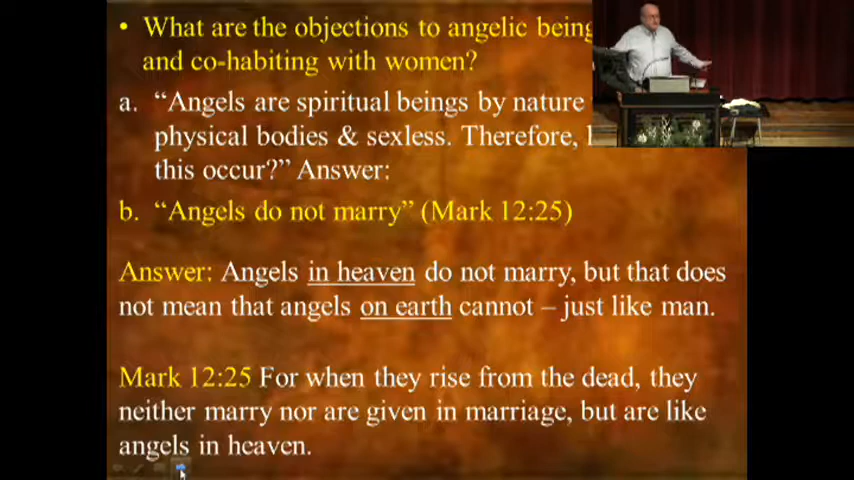 • What are the objections to angelic being
and co-habiting with women?
a. “Angels are spiritual beings by nature
physical bodies & sexless. Therefore,
this occur?” Answer:
b. “Angels do not marry” (Mark 12:25)
Answer: Angels in heaven do not marry, but that does
not mean that angels on earth cannot – just like man.
Mark 12:25 For when they rise from the dead, they
neither marry nor are given in marriage, but are like
angels in heaven.